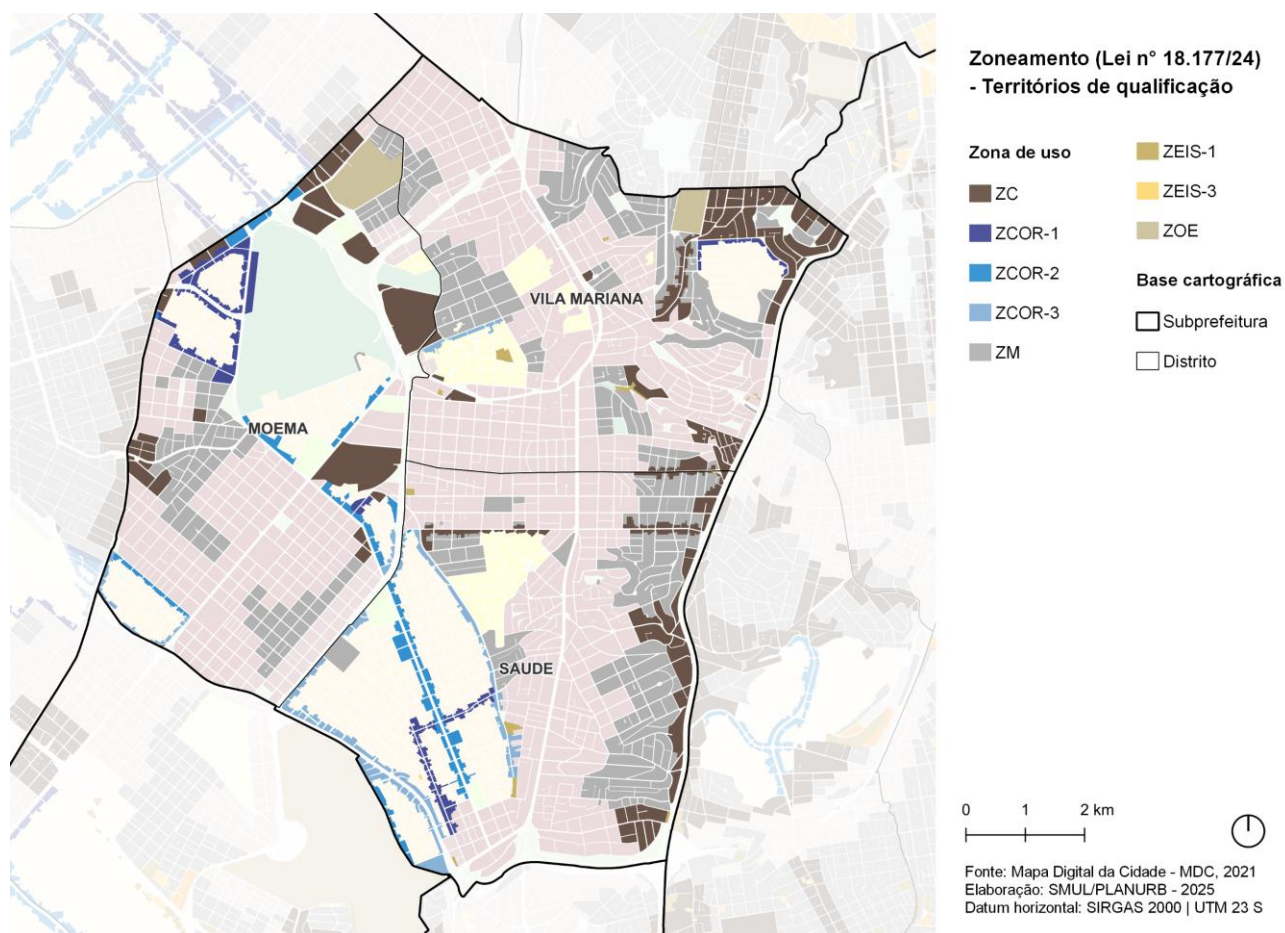 Zoneamento (Lei n° 18.177/24)
- Territórios de qualificação
Zona de uso
ZC
ZCOR-1
ZCOR-2
ZCOR-3
ZM
ZEIS-1
ZEIS-3
ZOE
Base cartográfica
Subprefeitura
Distrito
VILA MARIANA
MOEMA
SAUDE
0 1 2 km
Fonte: Mapa Digital da Cidade - MDC, 2021
Elaboração: SMUL/PLANURB - 2025
Datum horizontal: SIRGAS 2000 | UTM 23 S